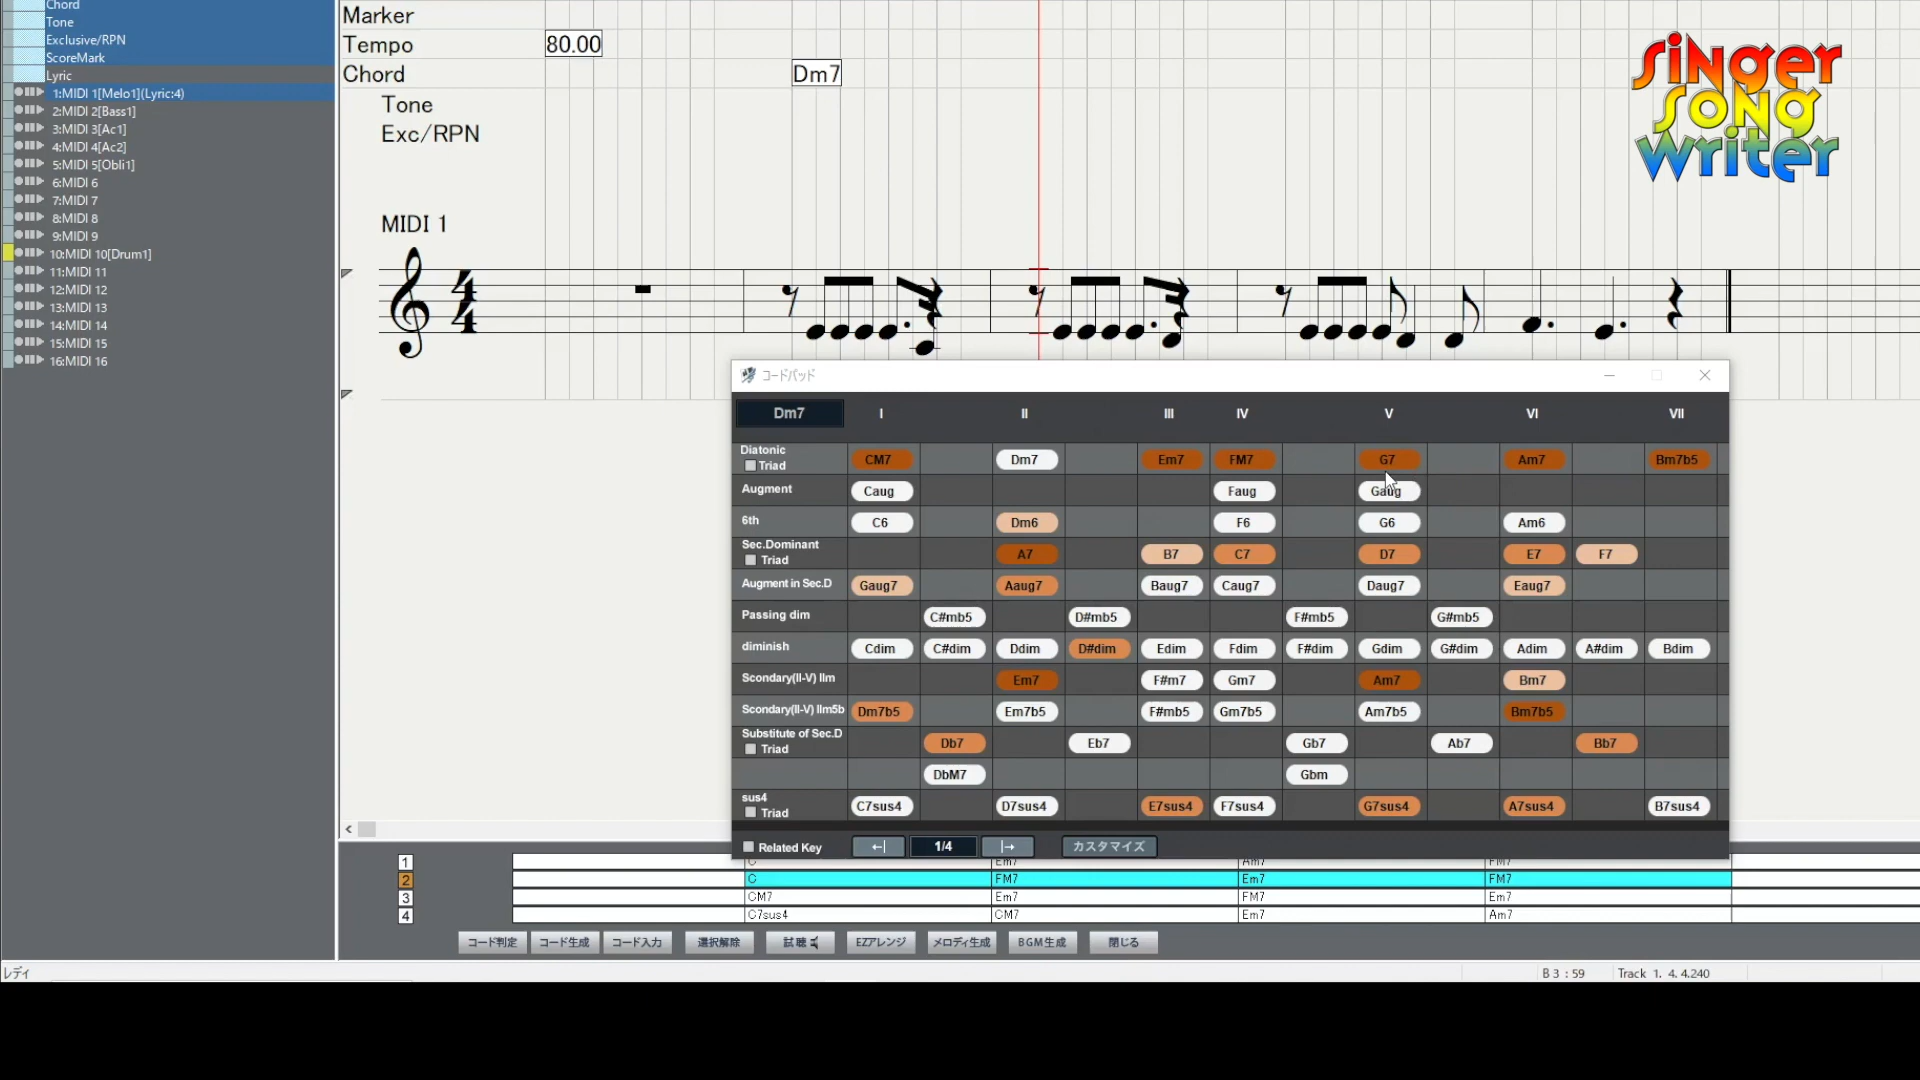 Chord
Tone
Exclusive/RPN
ScoreMark
Lyric
1:MIDI 1[Melo1](Lyric:4)
2:MIDI 2[Bass1]
3:MIDI 3[Ac1]
4:MIDI 4[Ac2]
5:MIDI 5[Obli1]
6:MIDI 6
7:MIDI 7
8:MIDI 8
9:MIDI 9
10:MIDI 10[Drum1]
11:MIDI 11
12:MIDI 12
13:MIDI 13
14:MIDI 14
15:MIDI 15
16:MIDI 16
Marker
Tempo 80.00
Chord Dm7
Tone
Exc/RPN
MIDI 1
4
4
SINger
SONG
writer
コードパッド
Dm7 I II III IV V VI VII
Diatonic
Triad CM7 Dm7 Em7 FM7 G7 Am7 Bm7b5
Augment Caug Faug Gaug
6th C6 Dm6 F6 G6 Am6
Sec.Dominant
Triad A7 B7 C7 D7 E7 F7
Augment in Sec.D Gaug7 Aaug7 Baug7 Caug7 Daug7 Eaug7
Passing dim C#mb5 D#mb5 F#mb5 G#mb5
diminish Cdim C#dim Ddim D#dim Edim Fdim F#dim Gdim G#dim Adim A#dim Bdim
Scondary(II-V) IIm Em7 F#m7 Gm7 Am7 Bm7
Scondary(II-V) IIm5b Dm7b5 Em7b5 F#mb5 Gm7b5 Am7b5 Bm7b5
Substitute of Sec.D
Triad Db7 Eb7 Gb7 Ab7 Bb7
DbM7 Gbm
sus4
Triad C7sus4 D7sus4 E7sus4 F7sus4 G7sus4 A7sus4 B7sus4
Related Key 1/4 カスタマイズ
1 C Em7 Am7 FM7
2 C FM7 Em7 FM7
3 CM7 Em7 FM7 Em7
4 C7sus4 CM7 Em7 Am7
コード判定 コード生成 コード入力 選択解除 試聴 EZアレンジ メロディ生成 BGM生成 閉じる
レディ B 3 : 59 Track 1. 4. 4.240